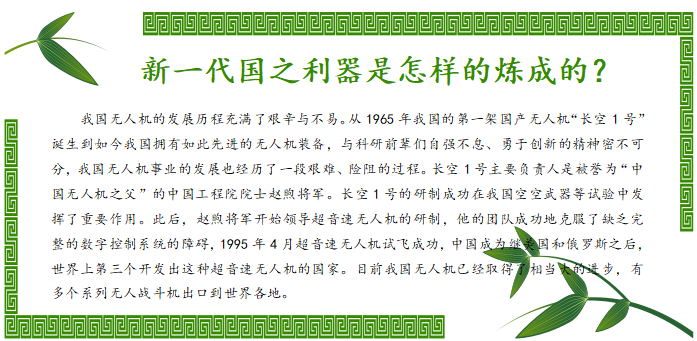 新一代国之利器是怎样的炼成的？
我国无人机的发展历程充满了艰辛与不易。从 1965 年我国的第一架国产无人机“长空 1 号”
诞生到如今我国拥有如此先进的无人机装备，与科研前辈们自强不息、勇于创新的精神密不可
分，我国无人机事业的发展也经历了一段艰难、险阻的过程。长空 1 号主要负责人是被誉为“中
国无人机之父”的中国工程院院士赵煦将军。长空 1 号的研制成功在我国空空武器等试验中发
挥了重要作用。此后，赵煦将军开始领导超音速无人机的研制，他的团队成功地克服了缺乏完
整的数字控制系统的障碍，1995 年 4 月超音速无人机试飞成功，中国成为继美国和俄罗斯之后，
世界上第三个开发出这种超音速无人机的国家。目前我国无人机已经取得了相当大的进步，有
多个系列无人战斗机出口到世界各地。